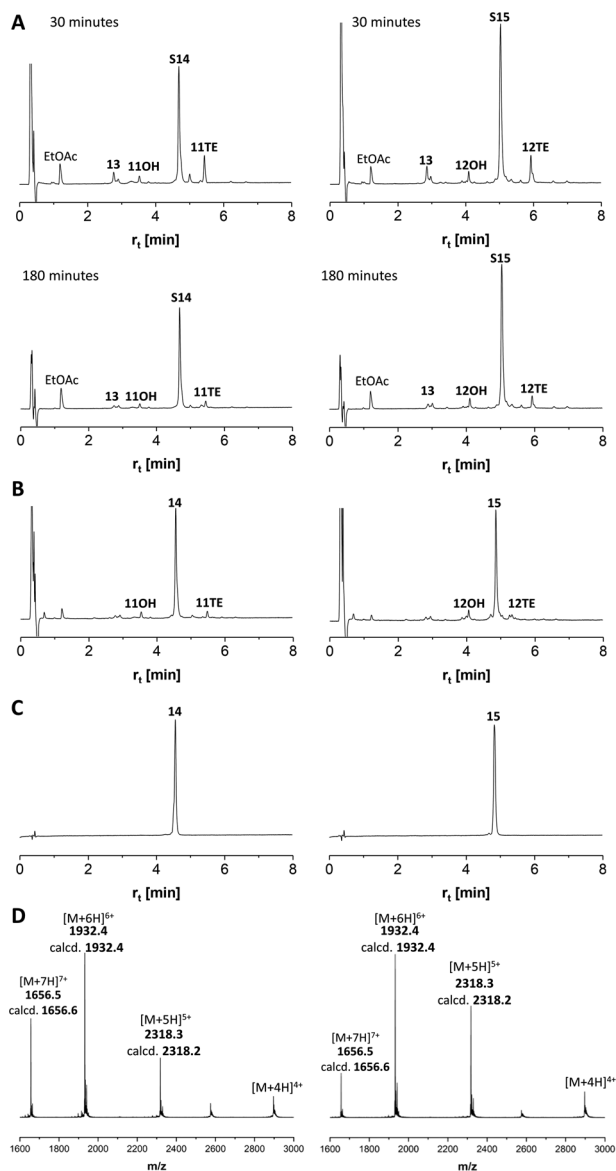 A
30 minutes
S14
EtOAc
13
11OH
11TE
0 2 4 6 8
rt [min]
30 minutes
S15
EtOAc
13
12OH
12TE
0 2 4 6 8
rt [min]
180 minutes
S14
EtOAc
13
11OH
11TE
0 2 4 6 8
rt [min]
180 minutes
S15
EtOAc
13
12OH
12TE
0 2 4 6 8
rt [min]
B
14
11OH
11TE
0 2 4 6 8
rt [min]
15
12OH
12TE
0 2 4 6 8
rt [min]
C
14
0 2 4 6 8
rt [min]
15
0 2 4 6 8
rt [min]
D
[M+6H]6+
1932.4
calcd. 1932.4
[M+7H]7+
1656.5
calcd. 1656.6
[M+5H]5+
2318.3
calcd. 2318.2
[M+4H]4+
1600 1800 2000 2200 2400 2600 2800 3000
m/z
[M+6H]6+
1932.4
calcd. 1932.4
[M+5H]5+
2318.3
calcd. 2318.2
[M+7H]7+
1656.5
calcd. 1656.6
[M+4H]4+
1600 1800 2000 2200 2400 2600 2800 3000
m/z